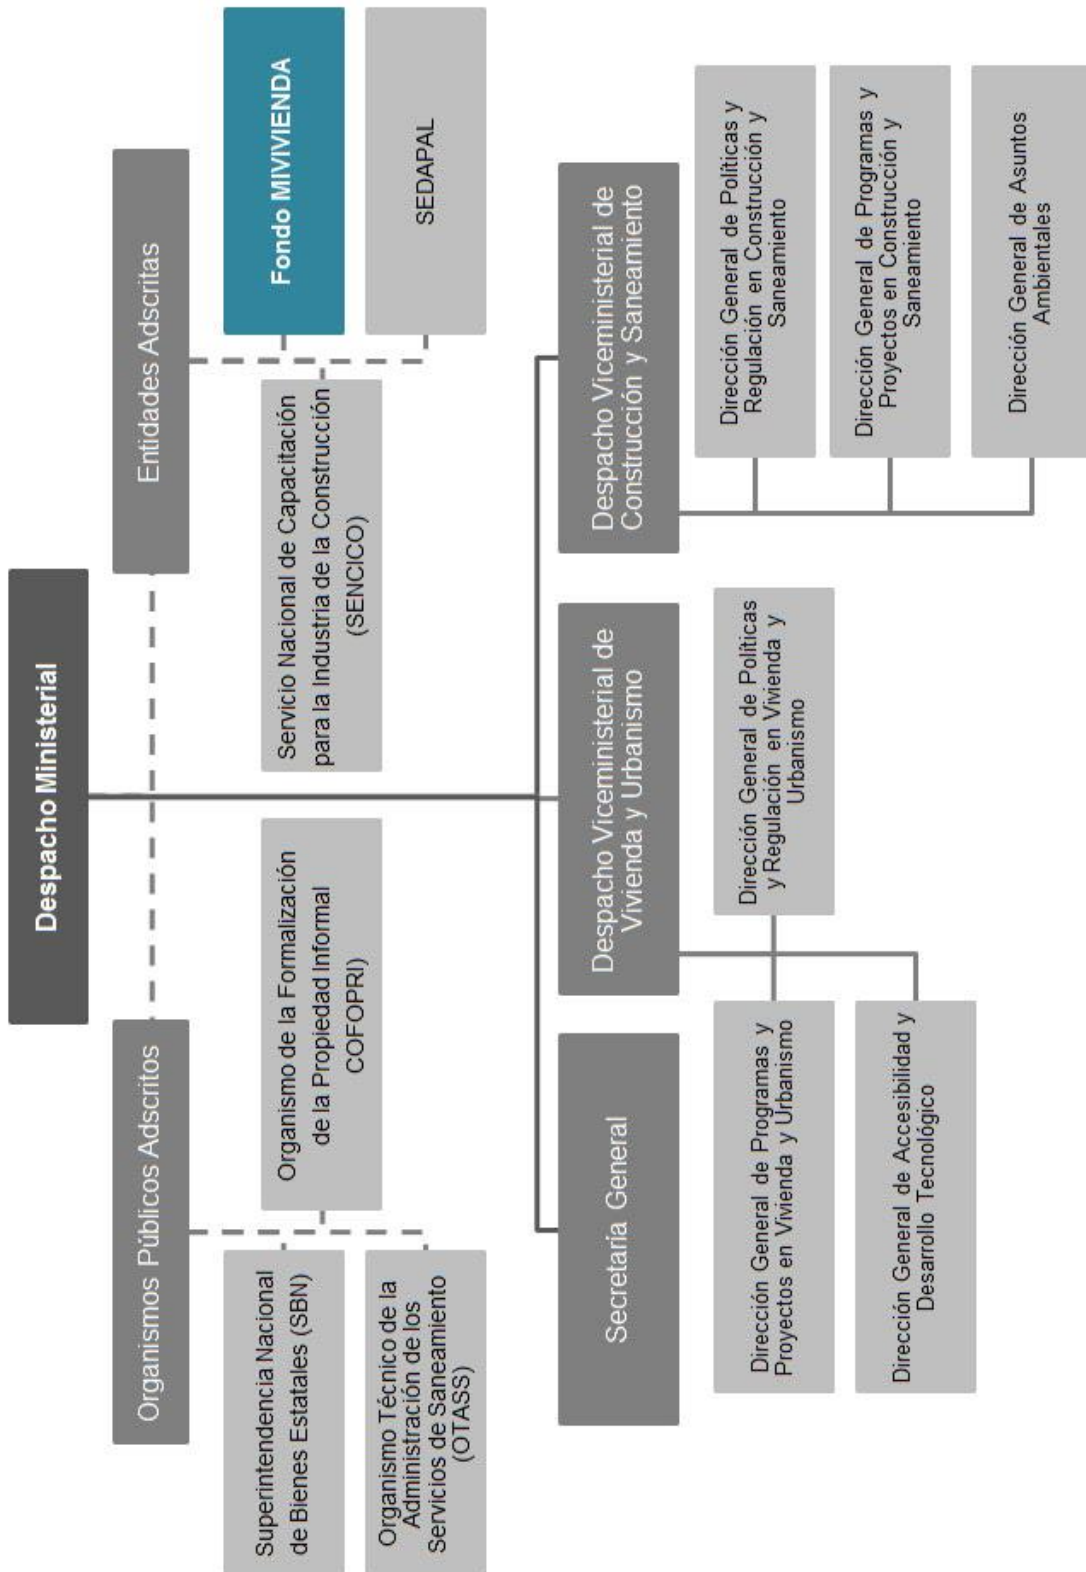 Despacho Ministerial
Organismos Públicos Adscritos
Entidades Adscritas
Superintendencia Nacional
de Bienes Estatales (SBN)
Organismo de la Formalización
de la Propiedad Informal
COFOPRI)
Organismo Técnico de la
Administración de los
Servicios de Saneamiento
(OTASS)
Servicio Nacional de Capacitación
para la Industria de la Construcción
(SENCICO)
Fondo MIVIVIENDA
SEDAPAL
Secretaría General
Despacho Viceministerial de
Vivienda y Urbanismo
Despacho Viceministerial de
Construcción y Saneamiento
Dirección General de Programas y
Proyectos en Vivienda y Urbanismo
Dirección General de Políticas
y Regulación en Vivienda y
Urbanismo
Dirección General de Accesibilidad y
Desarrollo Tecnológico
Dirección General de Políticas y
Regulación en Construcción y
Saneamiento
Dirección General de Programas y
Proyectos en Construcción y
Saneamiento
Dirección General de Asuntos
Ambientales